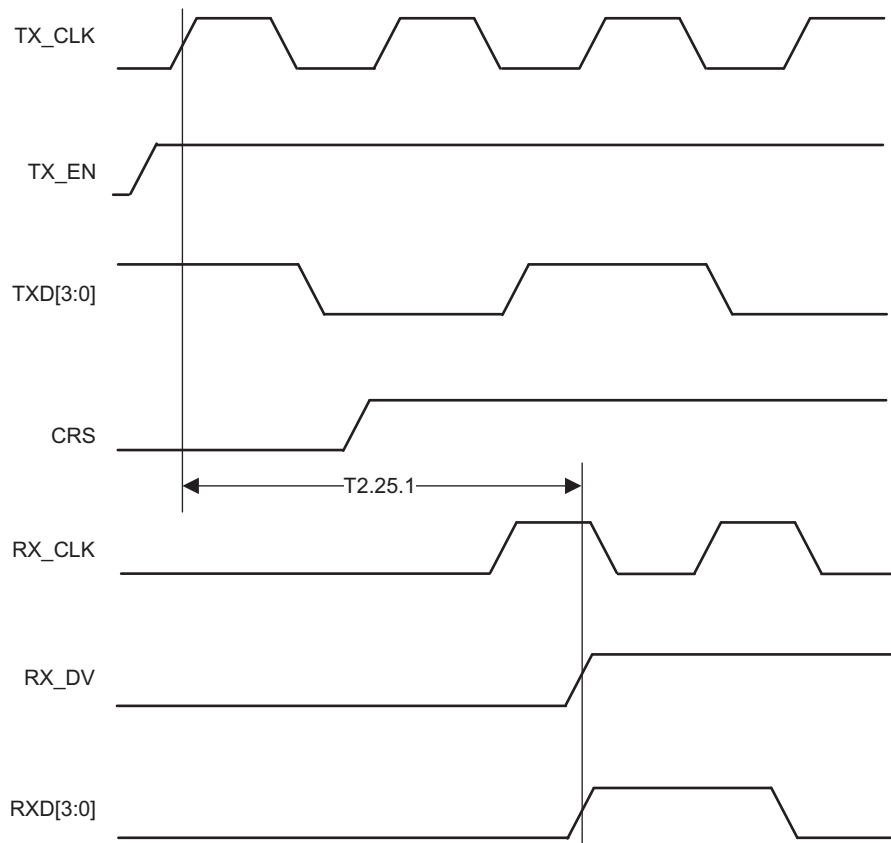 TX_CLK
TX_EN
TXD[3:0]
CRS
T2.25.1
RX_CLK
RX_DV
RXD[3:0]